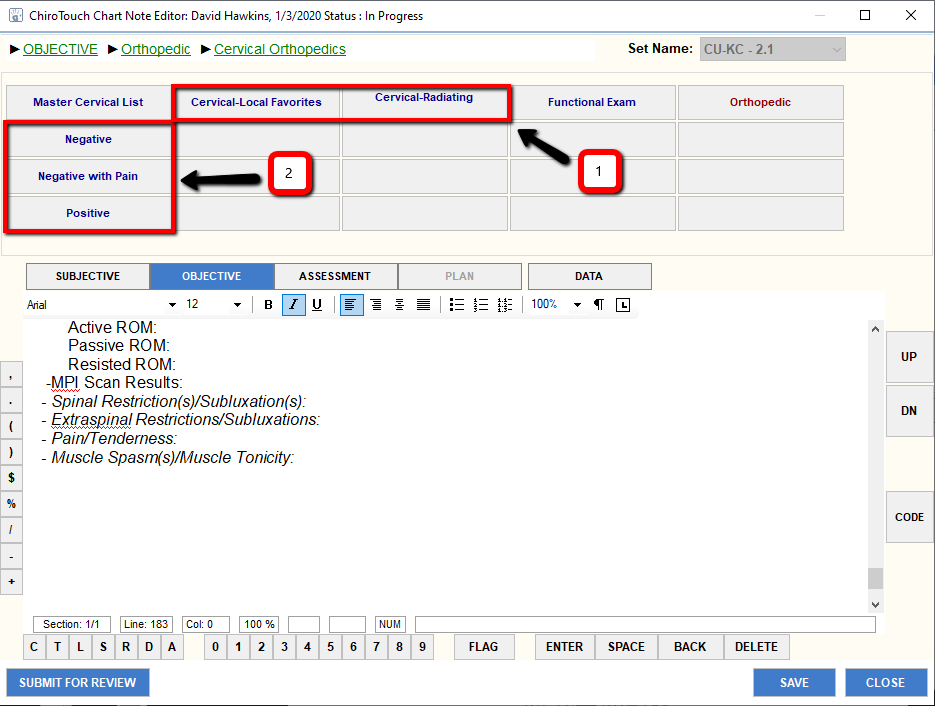 ChiroTouch Chart Note Editor: David Hawkins, 1/3/2020 Status : In Progress
▶ OBJECTIVE ▶ Orthopedic ▶ Cervical Orthopedics
Set Name: CU-KC - 2.1
Master Cervical List Cervical-Local Favorites Cervical-Radiating Functional Exam Orthopedic
Negative
Negative with Pain
Positive
2
1
SUBJECTIVE OBJECTIVE ASSESSMENT PLAN DATA
Arial 12 B I U 100% ¶ L
Active ROM:
Passive ROM:
Resisted ROM:
-MPI Scan Results:
- Spinal Restriction(s)/Subluxation(s):
- Extraspinal Restrictions/Subluxations:
- Pain/Tenderness:
- Muscle Spasm(s)/Muscle Tonicity:
,
.
(
)
$
%
/
-
+
UP
DN
CODE
Section: 1/1 Line: 183 Col: 0 100 % NUM
C T L S R D A 0 1 2 3 4 5 6 7 8 9 FLAG ENTER SPACE BACK DELETE
SUBMIT FOR REVIEW SAVE CLOSE